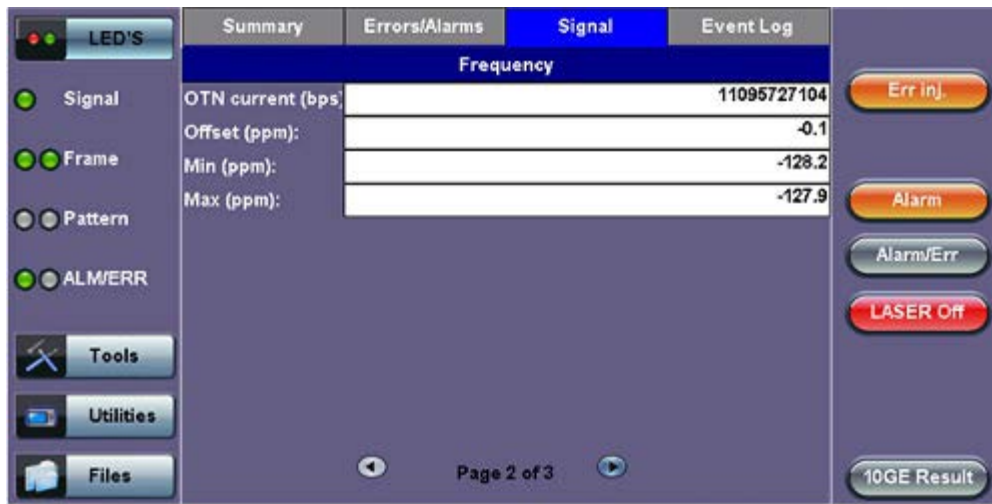 LED'S
Summary
Errors/Alarms
Signal
Event Log
Frequency
OTN current (bps)
11095727104
Offset (ppm):
-0.1
Min (ppm):
-128.2
Max (ppm):
-127.9
Signal
Frame
Pattern
ALM/ERR
Tools
Utilities
Files
Page 2 of 3
Err inj.
Alarm
Alarm/Err
LASER Off
10GE Result